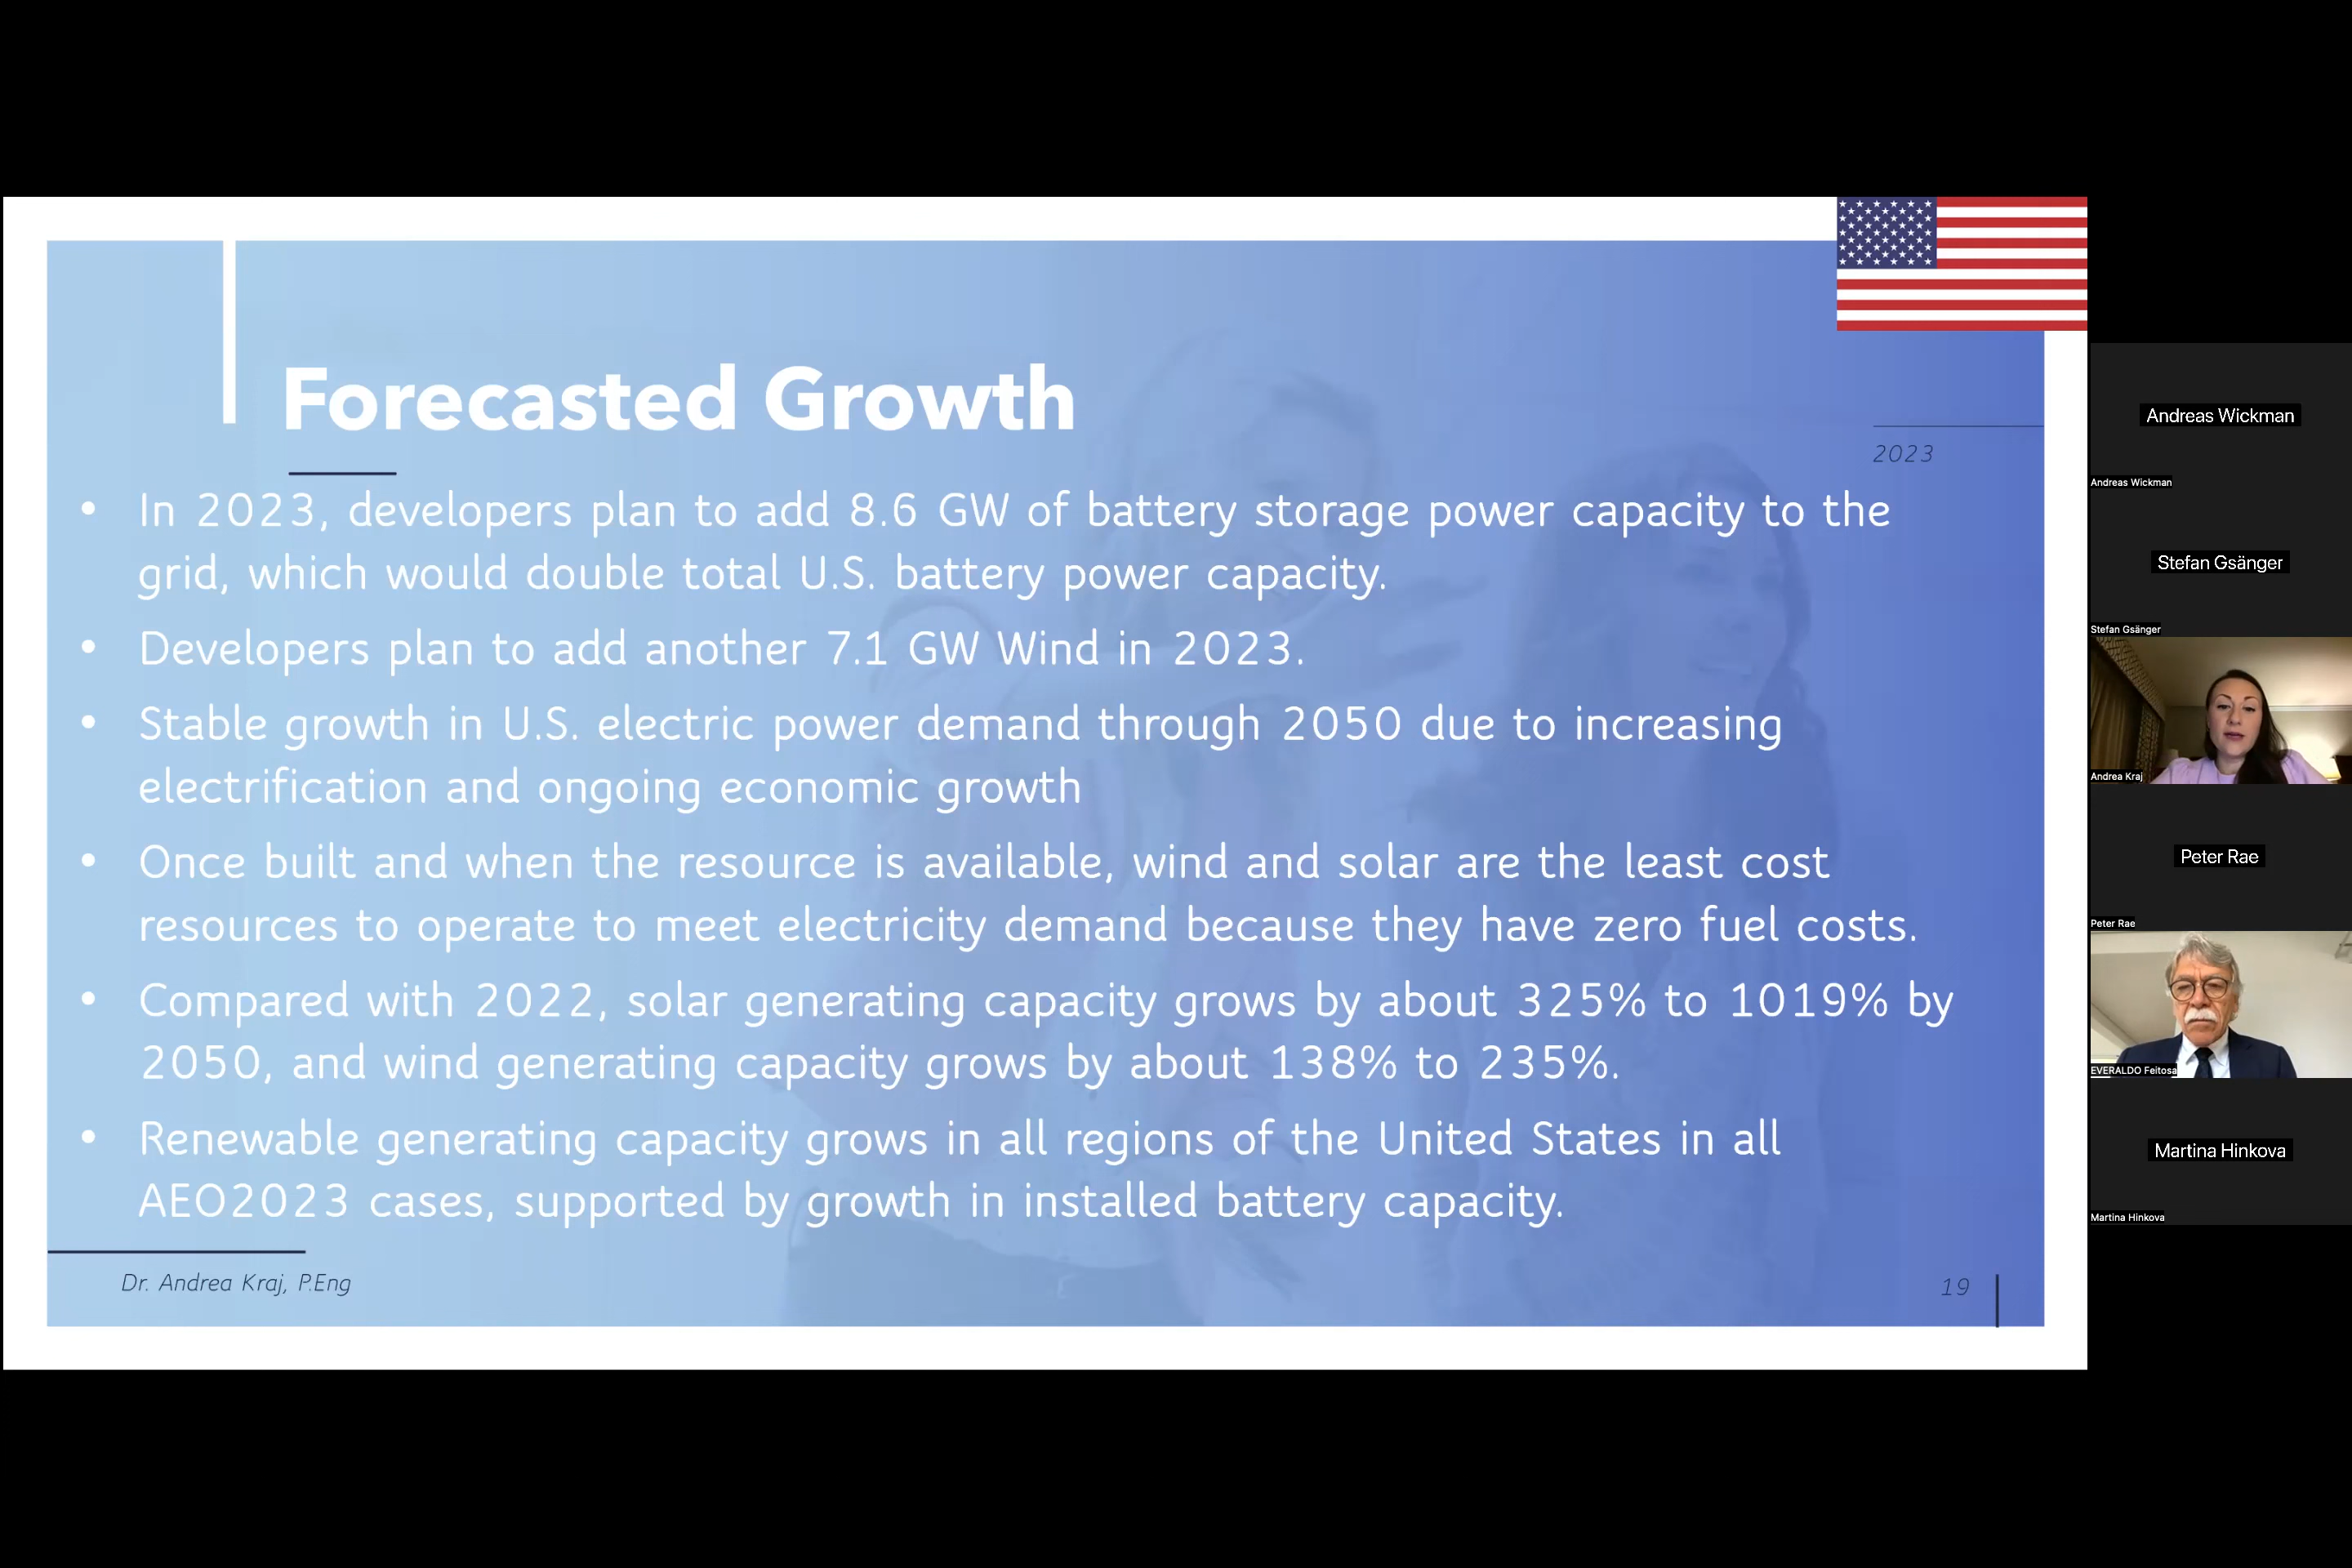 Forecasted Growth
2023
• In 2023, developers plan to add 8.6 GW of battery storage power capacity to the
grid, which would double total U.S. battery power capacity.
• Developers plan to add another 7.1 GW Wind in 2023.
• Stable growth in U.S. electric power demand through 2050 due to increasing
electrification and ongoing economic growth
• Once built and when the resource is available, wind and solar are the least cost
resources to operate to meet electricity demand because they have zero fuel costs.
• Compared with 2022, solar generating capacity grows by about 325% to 1019% by
2050, and wind generating capacity grows by about 138% to 235%.
• Renewable generating capacity grows in all regions of the United States in all
AEO2023 cases, supported by growth in installed battery capacity.
Dr. Andrea Kraj, P.Eng
19
Andreas Wickman
Andreas Wickman
Stefan Gsänger
Stefan Gsänger
Andrea Kraj
Peter Rae
Peter Rae
EVERALDO Feitosa
Martina Hinkova
Martina Hinkova